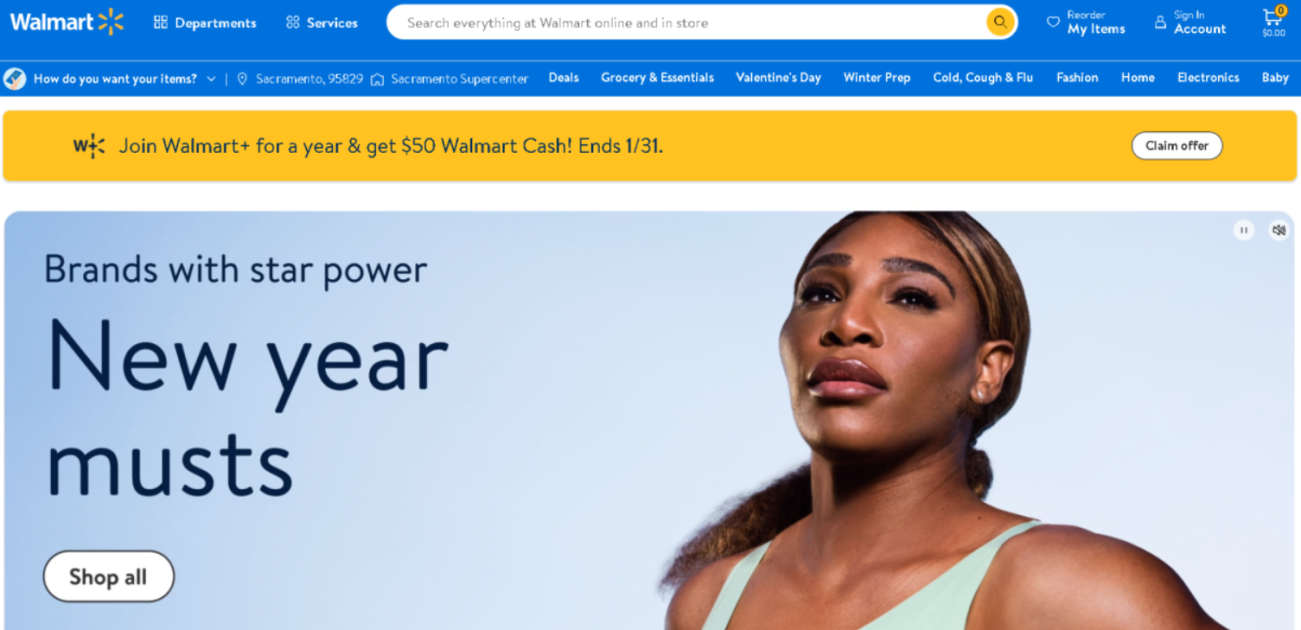 Walmart
Departments
Services
Search everything at Walmart online and in store
Reorder
My Items
Sign In
Account
0
$0.00
How do you want your items?
Sacramento, 95829
Sacramento Supercenter
Deals
Grocery & Essentials
Valentine's Day
Winter Prep
Cold, Cough & Flu
Fashion
Home
Electronics
Baby
W+ Join Walmart+ for a year & get $50 Walmart Cash! Ends 1/31.
Claim offer
Brands with star power
New year
musts
Shop all